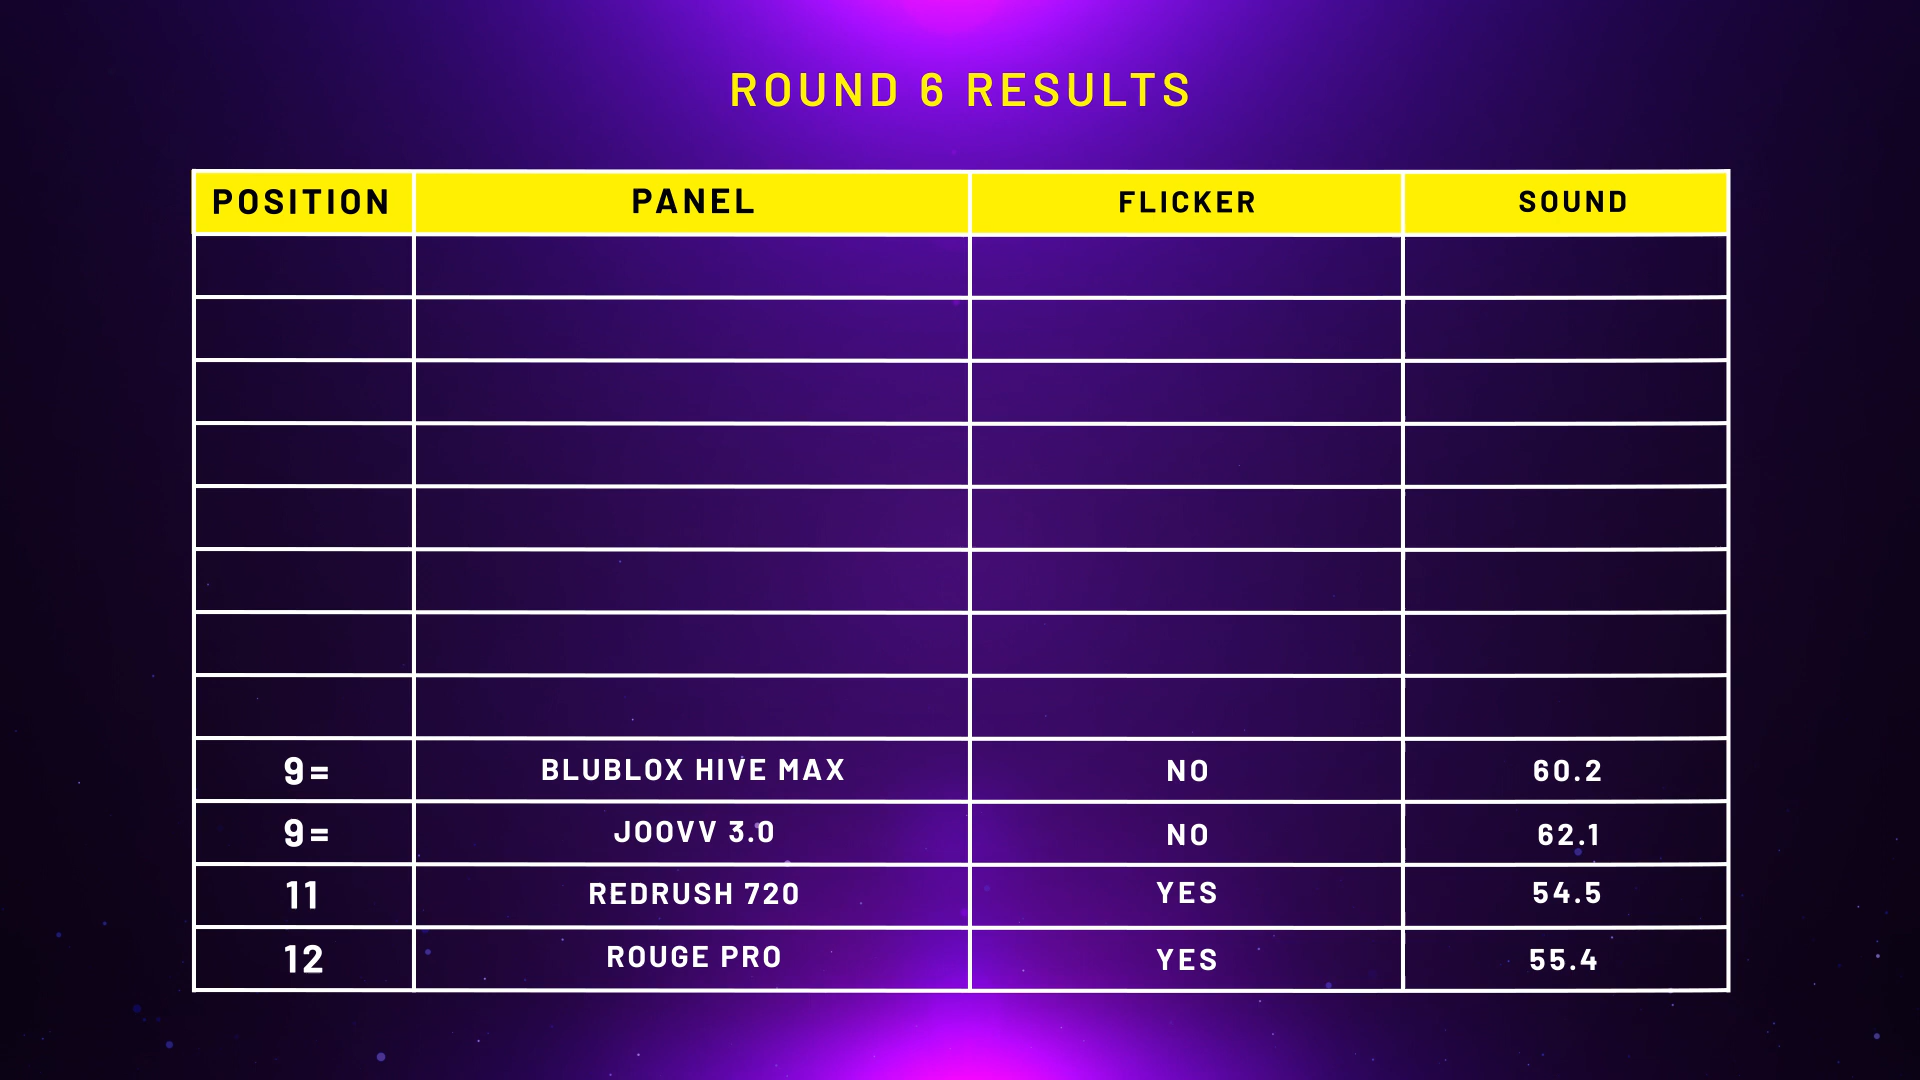 ROUND 6 RESULTS
POSITION PANEL FLICKER SOUND
9= BLUBLOX HIVE MAX NO 60.2
9= JOOVV 3.0 NO 62.1
11 REDRUSH 720 YES 54.5
12 ROUGE PRO YES 55.4